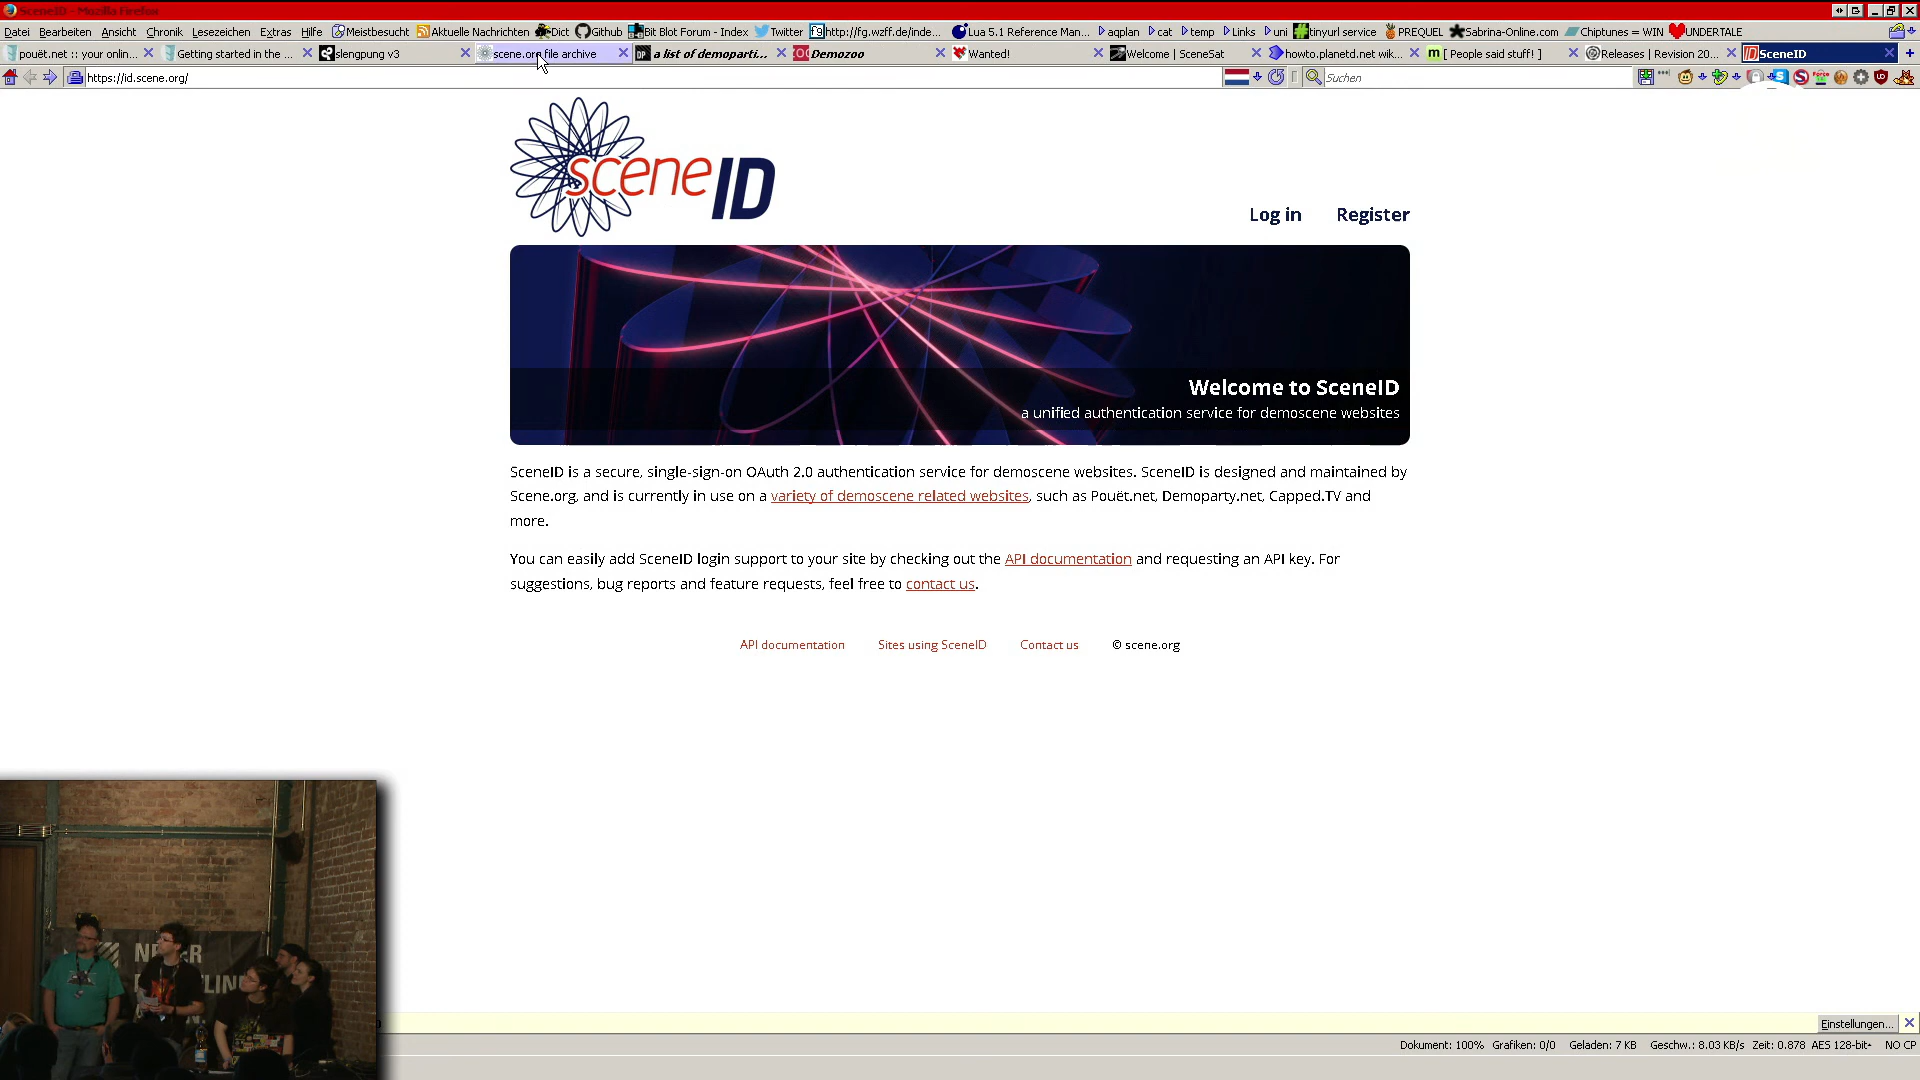 SceneID - Mozilla Firefox
Datei Bearbeiten Ansicht Chronik Lesezeichen Extras Hilfe Meistbesucht Aktuelle Nachrichten Dict Github Bit Blot Forum - Index Twitter http://fg.wzff.de/inde... Lua 5.1 Reference Man... aqplan cat temp Links uni tinyurl service PREQUEL Sabrina-Online.com Chiptunes = WIN UNDERTALE
pouët.net :: your onlin... Getting started in the ... slengpung v3 scene.org file archive a list of demoparti... Demozoo Wanted! Welcome | SceneSat howto.planetd.net wik... [ People said stuff! ] Releases | Revision 20... SceneID
https://id.scene.org/ Suchen
sceneID
Log in Register
Welcome to SceneID
a unified authentication service for demoscene websites
SceneID is a secure, single-sign-on OAuth 2.0 authentication service for demoscene websites. SceneID is designed and maintained by
Scene.org, and is currently in use on a variety of demoscene related websites, such as Pouët.net, Demoparty.net, Capped.TV and
more.
You can easily add SceneID login support to your site by checking out the API documentation and requesting an API key. For
suggestions, bug reports and feature requests, feel free to contact us.
API documentation Sites using SceneID Contact us © scene.org
Einstellungen...
Dokument: 100% Grafiken: 0/0 Geladen: 7 KB Geschw.: 8.03 KB/s Zeit: 0.878 AES 128-bit NO CP